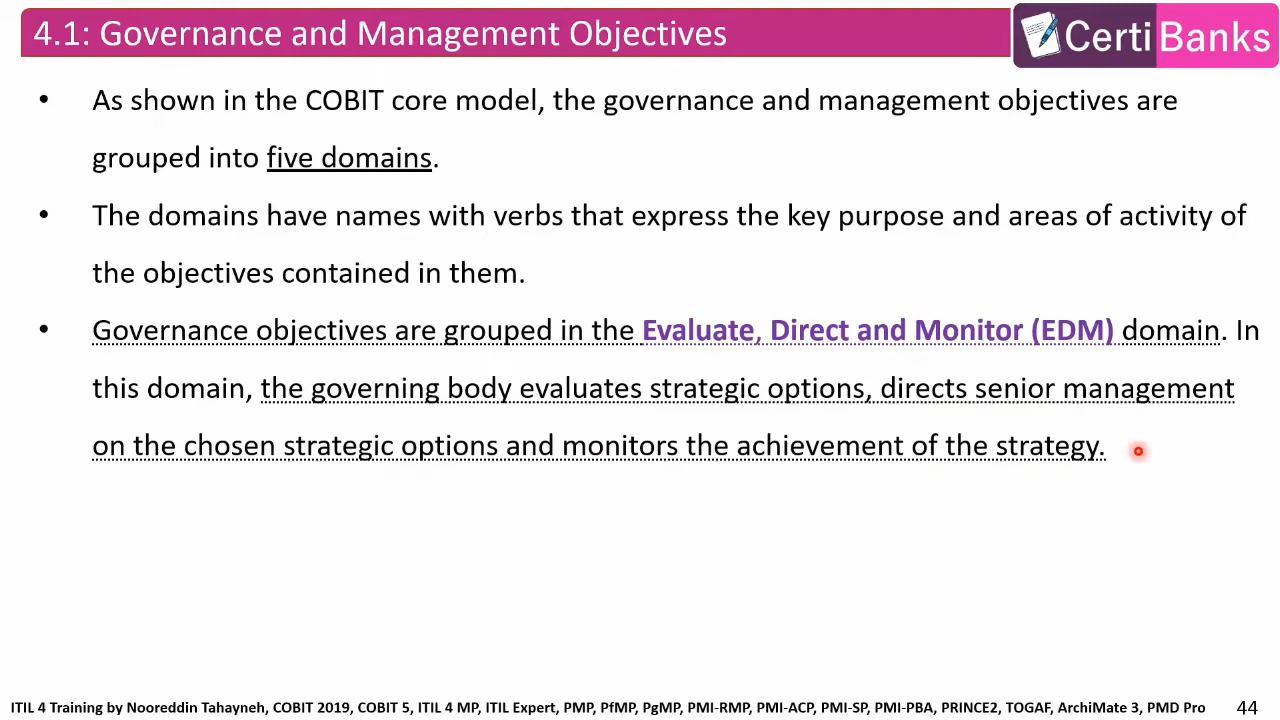 4.1: Governance and Management Objectives
CertiBanks
• As shown in the COBIT core model, the governance and management objectives are
grouped into five domains.
• The domains have names with verbs that express the key purpose and areas of activity of
the objectives contained in them.
• Governance objectives are grouped in the Evaluate, Direct and Monitor (EDM) domain. In
this domain, the governing body evaluates strategic options, directs senior management
on the chosen strategic options and monitors the achievement of the strategy.
ITIL 4 Training by Nooreddin Tahayneh, COBIT 2019, COBIT 5, ITIL 4 MP, ITIL Expert, PMP, PfMP, PgMP, PMI-RMP, PMI-ACP, PMI-SP, PMI-PBA, PRINCE2, TOGAF, ArchiMate 3, PMD Pro 44